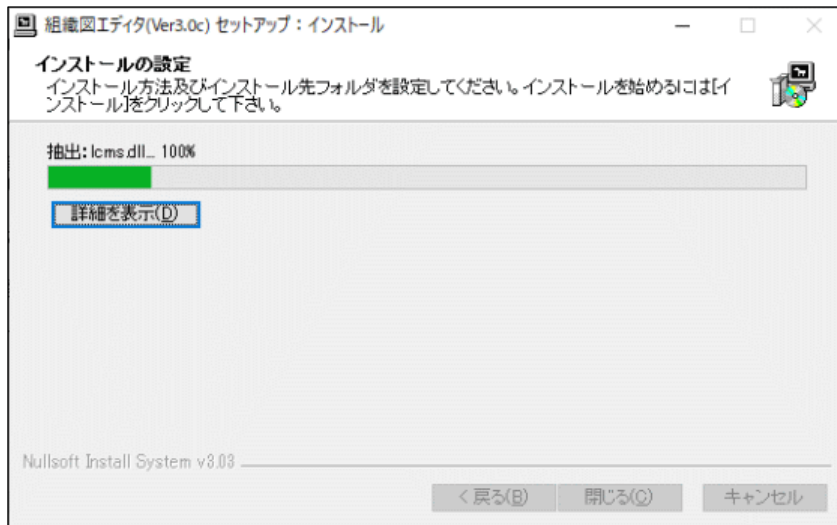 組織図エディタ(Ver3.0c) セットアップ：インストール
インストールの設定
インストール方法及びインストール先フォルダを設定してください。インストールを始めるには[イ
ンストール]をクリックして下さい。
抽出: lcms.dll... 100%
詳細を表示(D)
Nullsoft Install System v3.03
< 戻る(B)
閉じる(C)
キャンセル